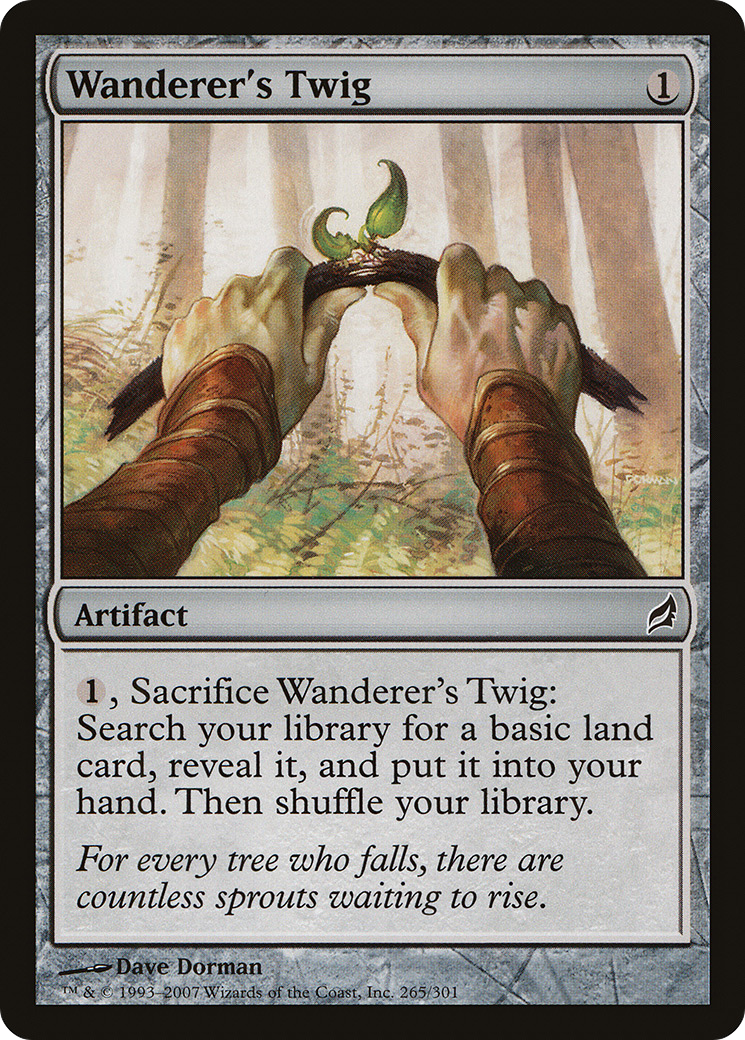 Wanderer's Twig 1
DORMAN
Artifact
1, Sacrifice Wanderer's Twig:
Search your library for a basic land
card, reveal it, and put it into your
hand. Then shuffle your library.
For every tree who falls, there are
countless sprouts waiting to rise.
Dave Dorman
™ & © 1993–2007 Wizards of the Coast, Inc. 265/301